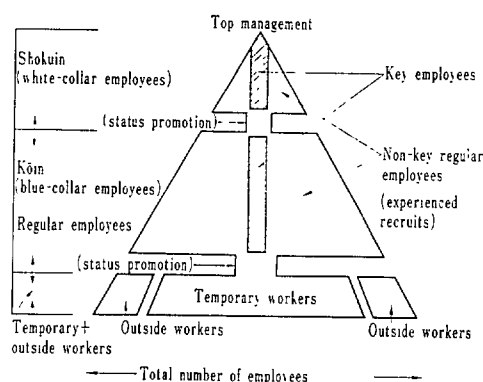 Top management
Shokuin
(white-collar employees)
Key employees
(status promotion)
Non-key regular
employees
(experienced
recruits)
Kōin
(blue-collar employees)
Regular employees
(status promotion)
Temporary workers
Temporary+
outside workers
Outside workers
Outside
workers
Total number of employees